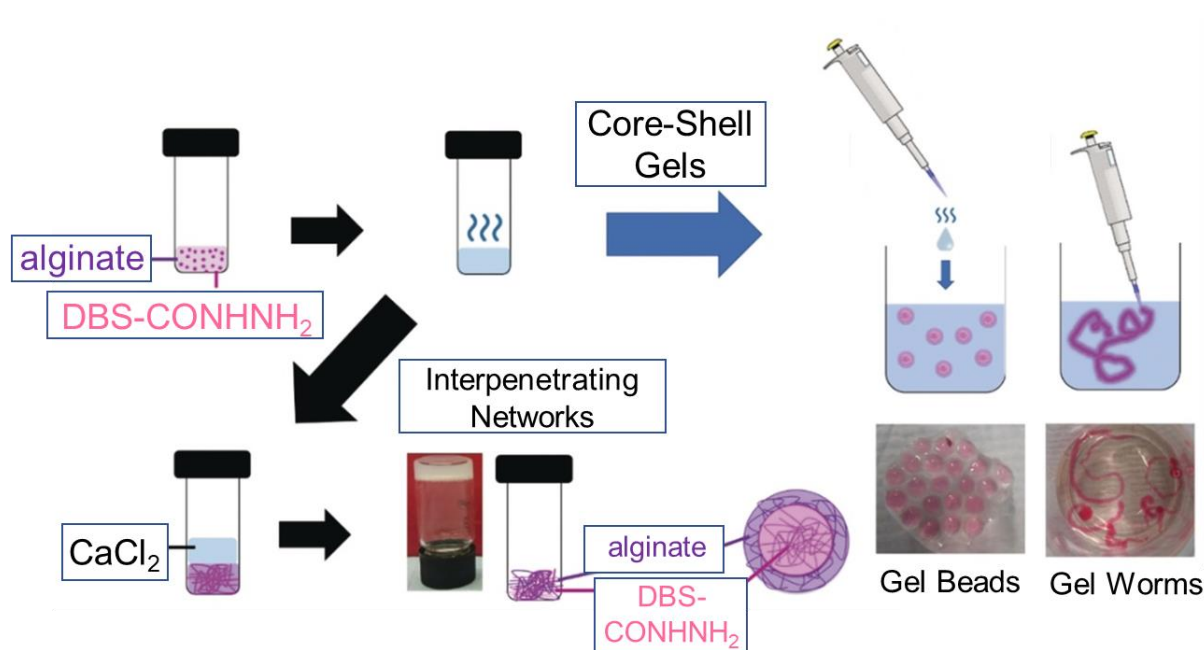 Core-Shell
Gels
alginate
DBS-CONHNH₂
Interpenetrating
Networks
CaCl₂
alginate
DBS-
CONHNH₂
Gel Beads
Gel Worms